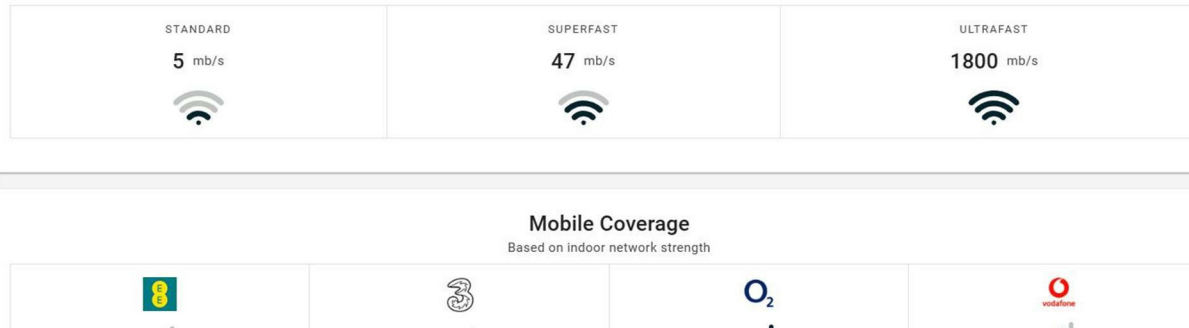 STANDARD SUPERFAST ULTRAFAST
5 mb/s 47 mb/s 1800 mb/s
Mobile Coverage
Based on indoor network strength
EE 3 O2 vodafone